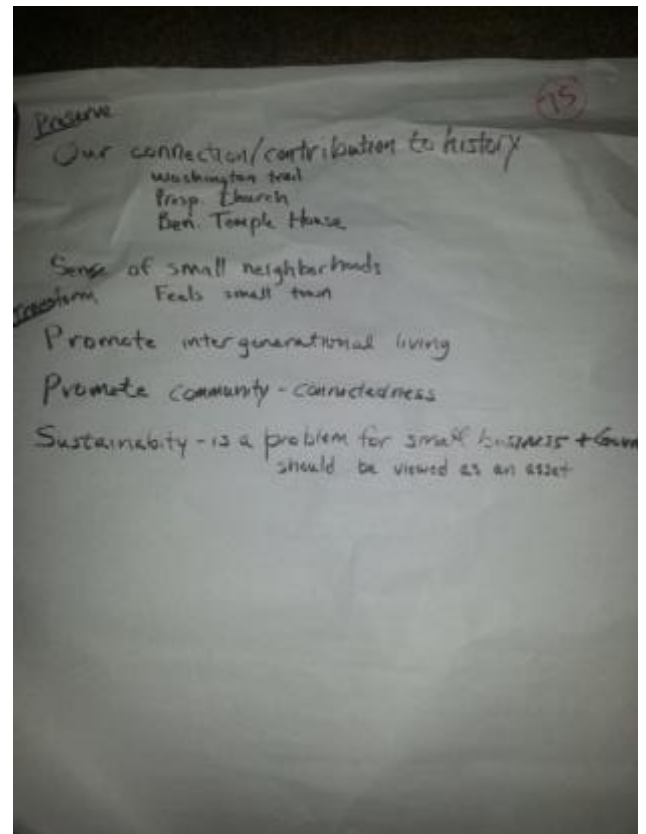 Preserve
15
Our connection/contribution to history
Washington trail
Prosp. Church
Ben. Temple House
Sense of small neighborhoods
Feels small town
Transform
Promote intergenerational living
Promote community - connectedness
Sustainabity - is a problem for small business +
should be viewed as an asset